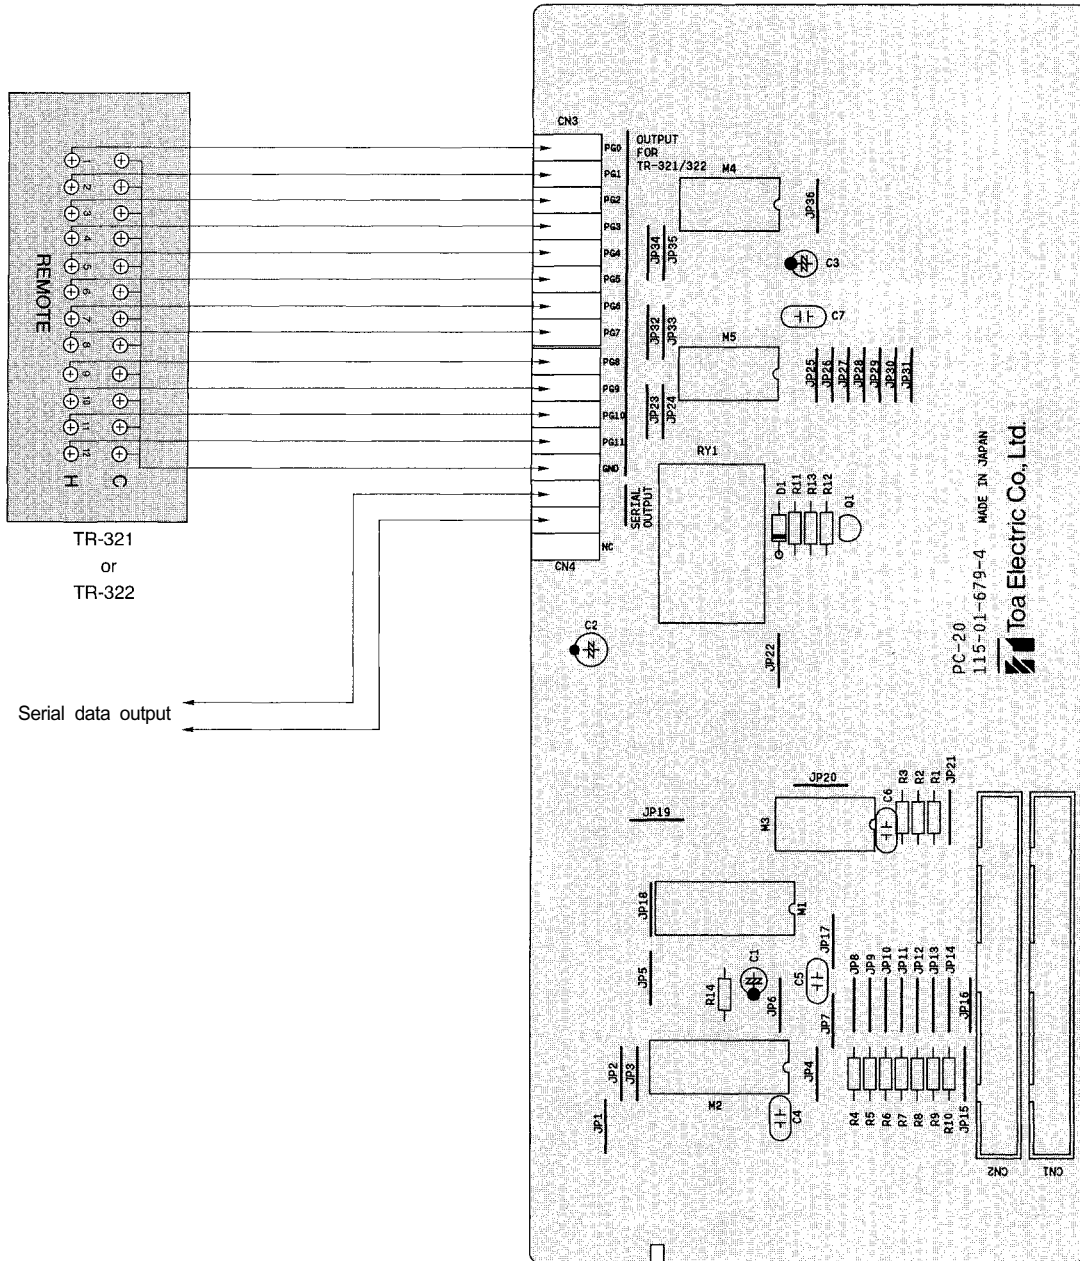 CN3
PG0
PG1
PG2
PG3
PG4
PG5
PG6
PG7
PG8
PG9
PG10
PG11
GND
NC
CN4
OUTPUT
FOR
TR-321/322
SERIAL
OUTPUT
REMOTE
1
2
3
4
5
6
7
8
9
10
11
12
H
C
TR-321
or
TR-322
Serial data output
M4
JP36
JP34
JP35
C3
C7
JP32
JP33
M5
JP25
JP26
JP27
JP28
JP29
JP30
JP31
JP23
JP24
RY1
D1
R11
R13
R12
Q1
PC-20
115-01-679-4 MADE IN JAPAN
Toa Electric Co., Ltd.
C2
JP22
JP20
R3
R2
R1
JP21
C6
M3
JP19
JP18
M1
JP17
JP5
C1
R14
JP6
C5
JP7
JP8
JP9
JP10
JP11
JP12
JP13
JP14
JP16
JP2
JP3
JP4
M2
C4
JP1
R4
R5
R6
R7
R8
R9
R10
JP15
CN2
CN1